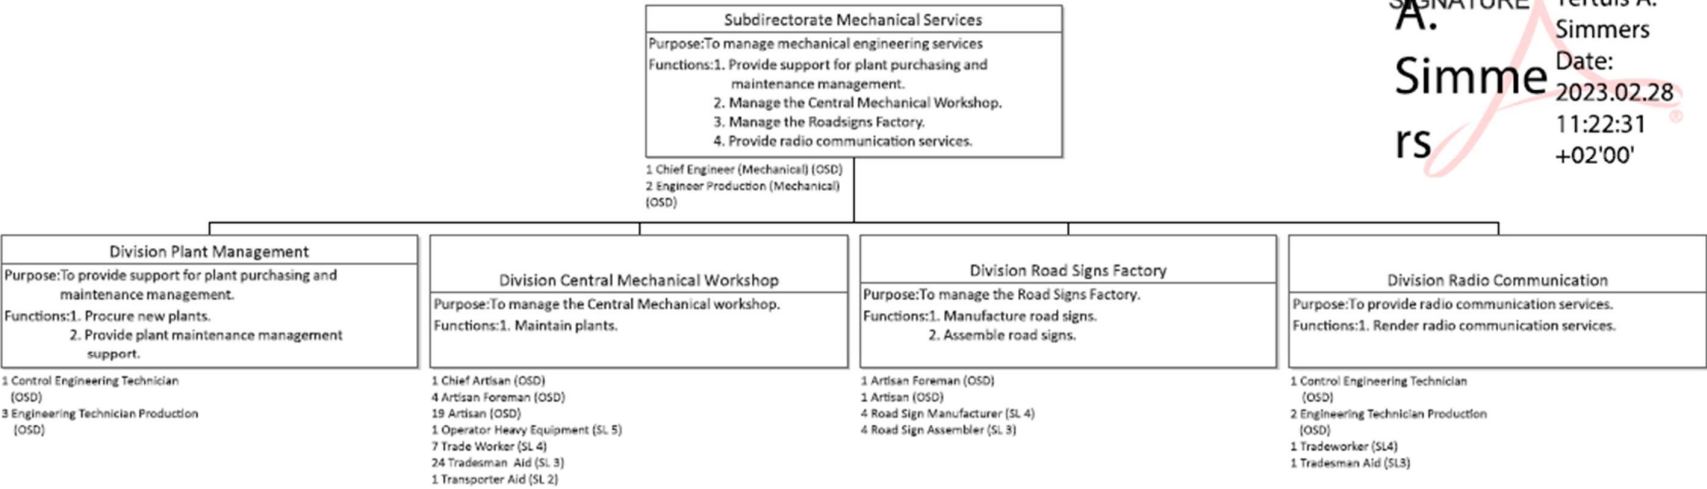 Subdirectorate Mechanical Services
Purpose:To manage mechanical engineering services
Functions:1. Provide support for plant purchasing and
maintenance management.
2. Manage the Central Mechanical Workshop.
3. Manage the Roadsigns Factory.
4. Provide radio communication services.
1 Chief Engineer (Mechanical) (OSD)
2 Engineer Production (Mechanical)
(OSD)
SIGNATURE
A.
Simme
rs
Tertuis A.
Simmers
Date:
2023.02.28
11:22:31
+02'00'
®
Division Plant Management
Purpose:To provide support for plant purchasing and
maintenance management.
Functions:1. Procure new plants.
2. Provide plant maintenance management
support.
1 Control Engineering Technician
(OSD)
3 Engineering Technician Production
(OSD)
Division Central Mechanical Workshop
Purpose:To manage the Central Mechanical workshop.
Functions:1. Maintain plants.
1 Chief Artisan (OSD)
4 Artisan Foreman (OSD)
19 Artisan (OSD)
1 Operator Heavy Equipment (SL 5)
7 Trade Worker (SL 4)
24 Tradesman Aid (SL 3)
1 Transporter Aid (SL 2)
Division Road Signs Factory
Purpose:To manage the Road Signs Factory.
Functions:1. Manufacture road signs.
2. Assemble road signs.
1 Artisan Foreman (OSD)
1 Artisan (OSD)
4 Road Sign Manufacturer (SL 4)
4 Road Sign Assembler (SL 3)
Division Radio Communication
Purpose:To provide radio communication services.
Functions:1. Render radio communication services.
1 Control Engineering Technician
(OSD)
2 Engineering Technician Production
(OSD)
1 Tradeworker (SL4)
1 Tradesman Aid (SL3)